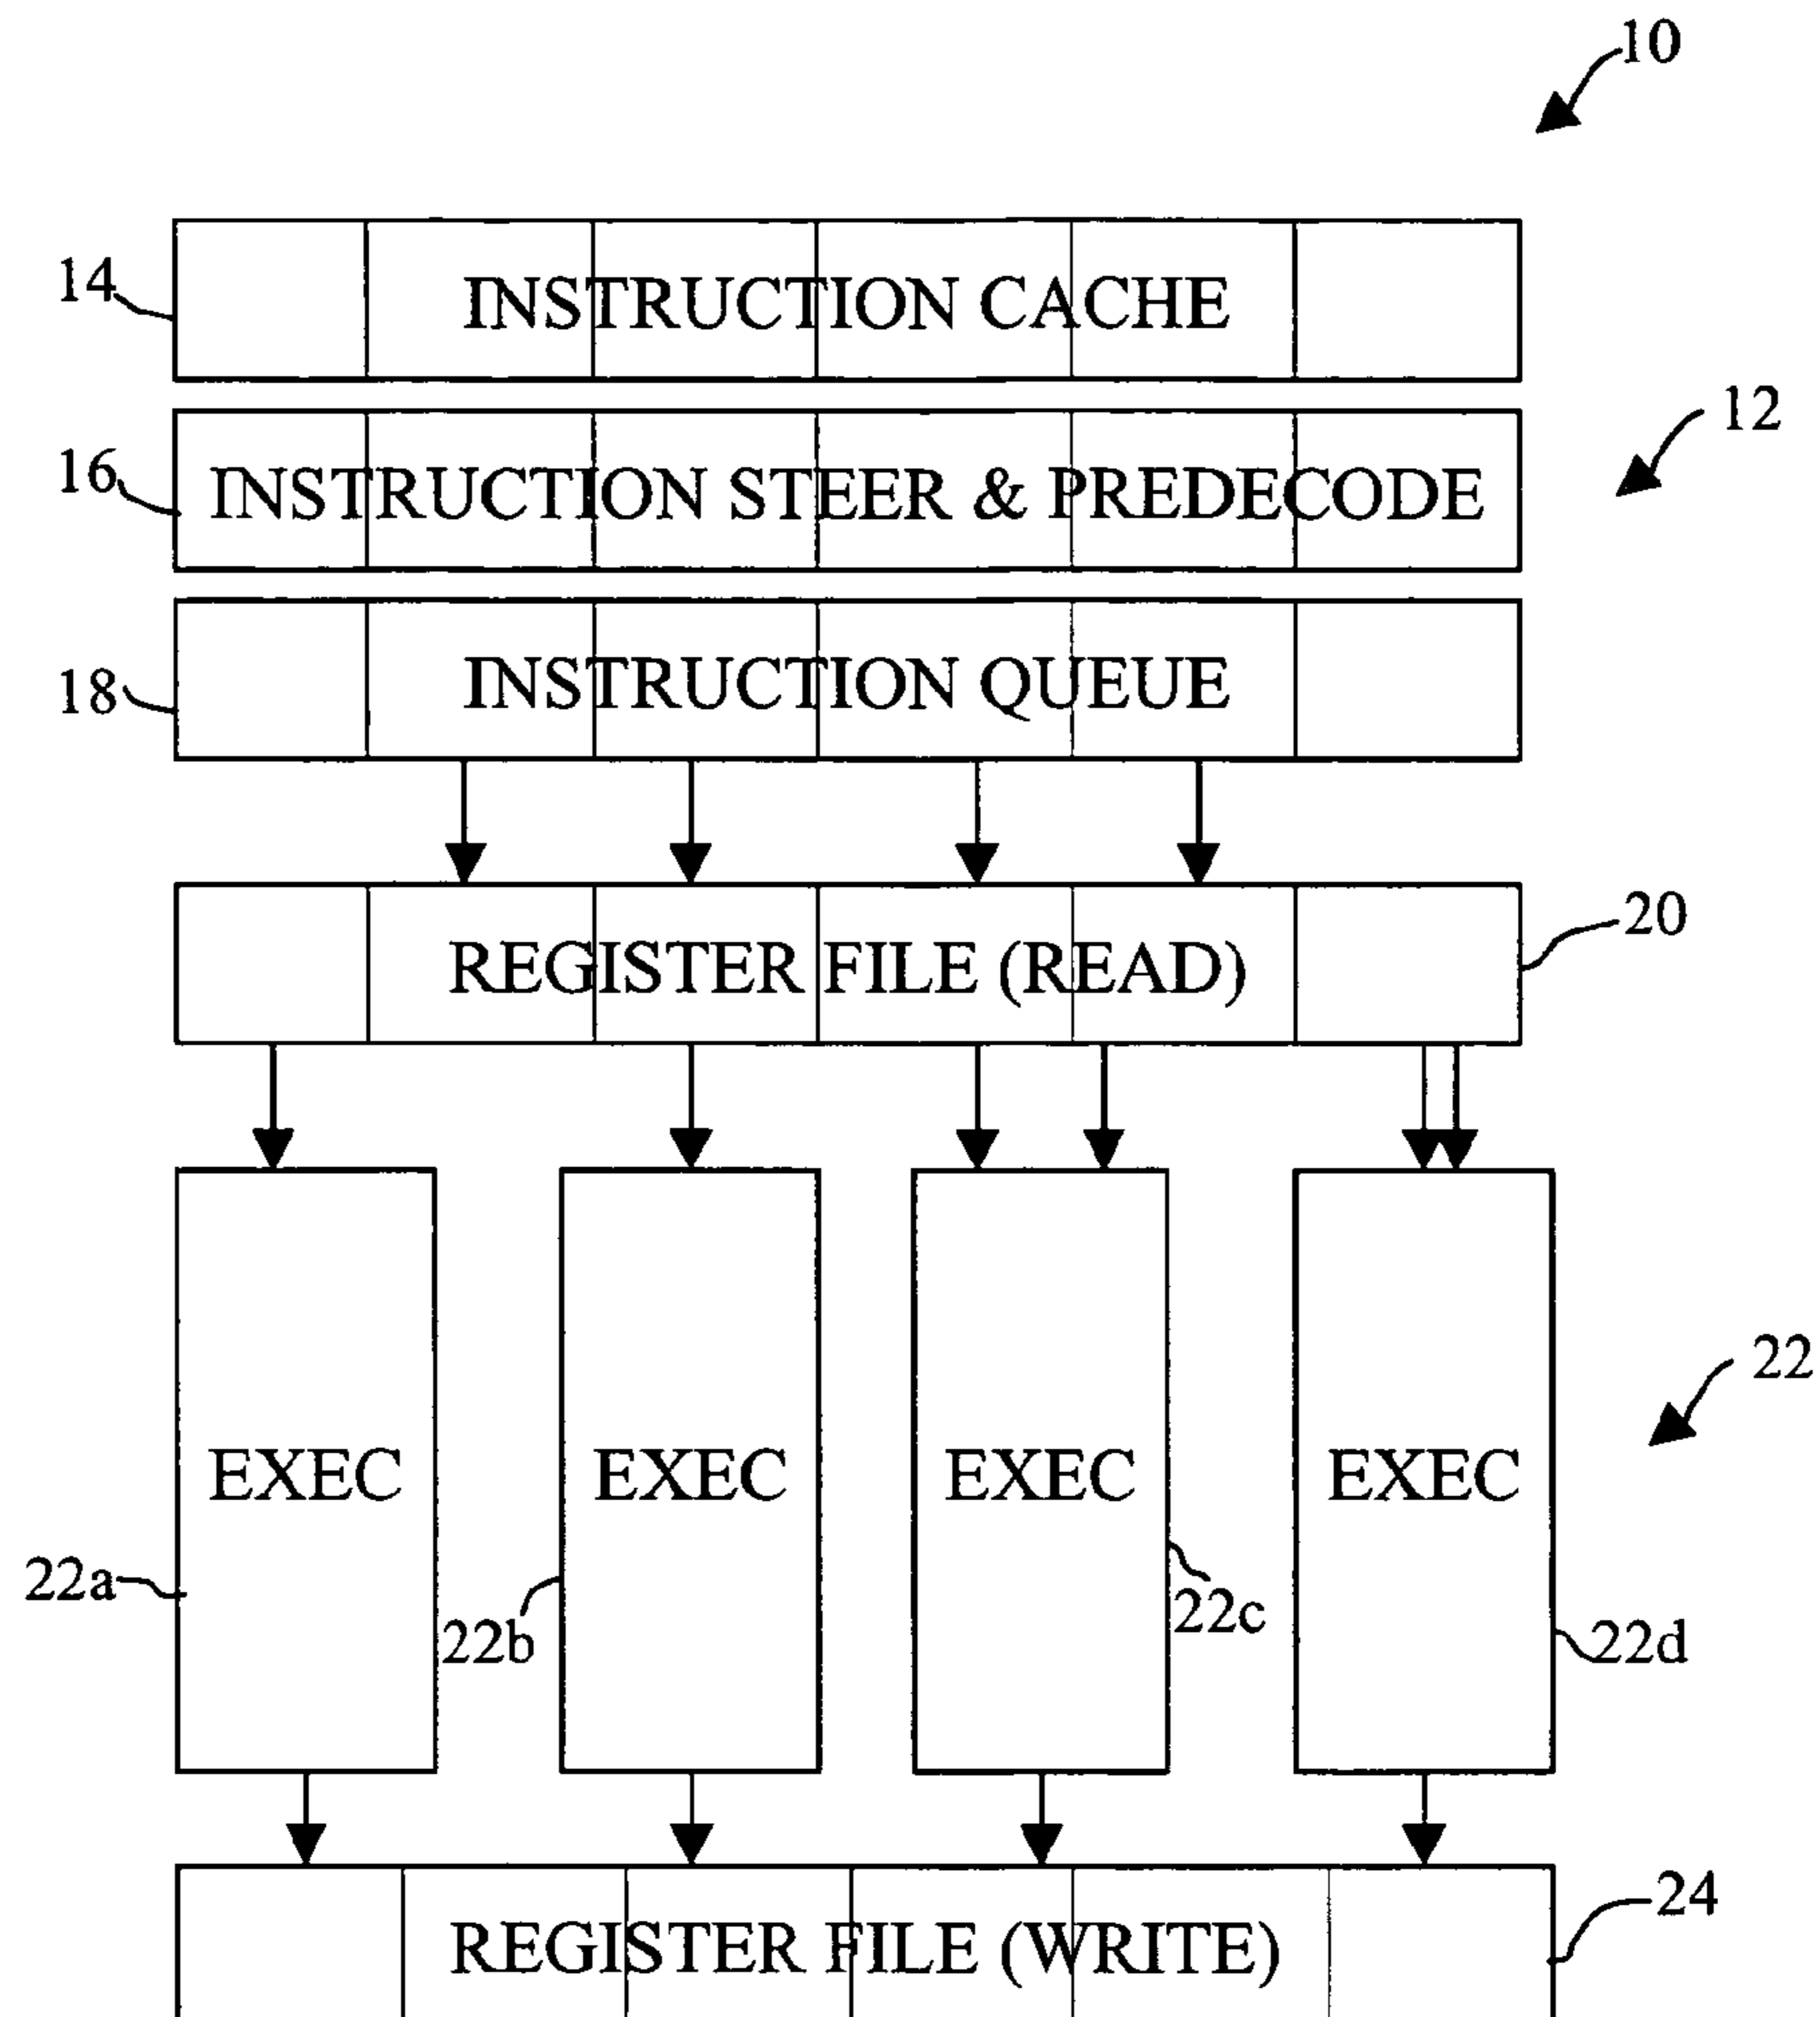 10
14
INSTRUCTION CACHE
12
16
INSTRUCTION STEER & PREDECODE
18
INSTRUCTION QUEUE
20
REGISTER FILE (READ)
22
EXEC EXEC EXEC EXEC
22a
22b
22c
22d
24
REGISTER FILE (WRITE)